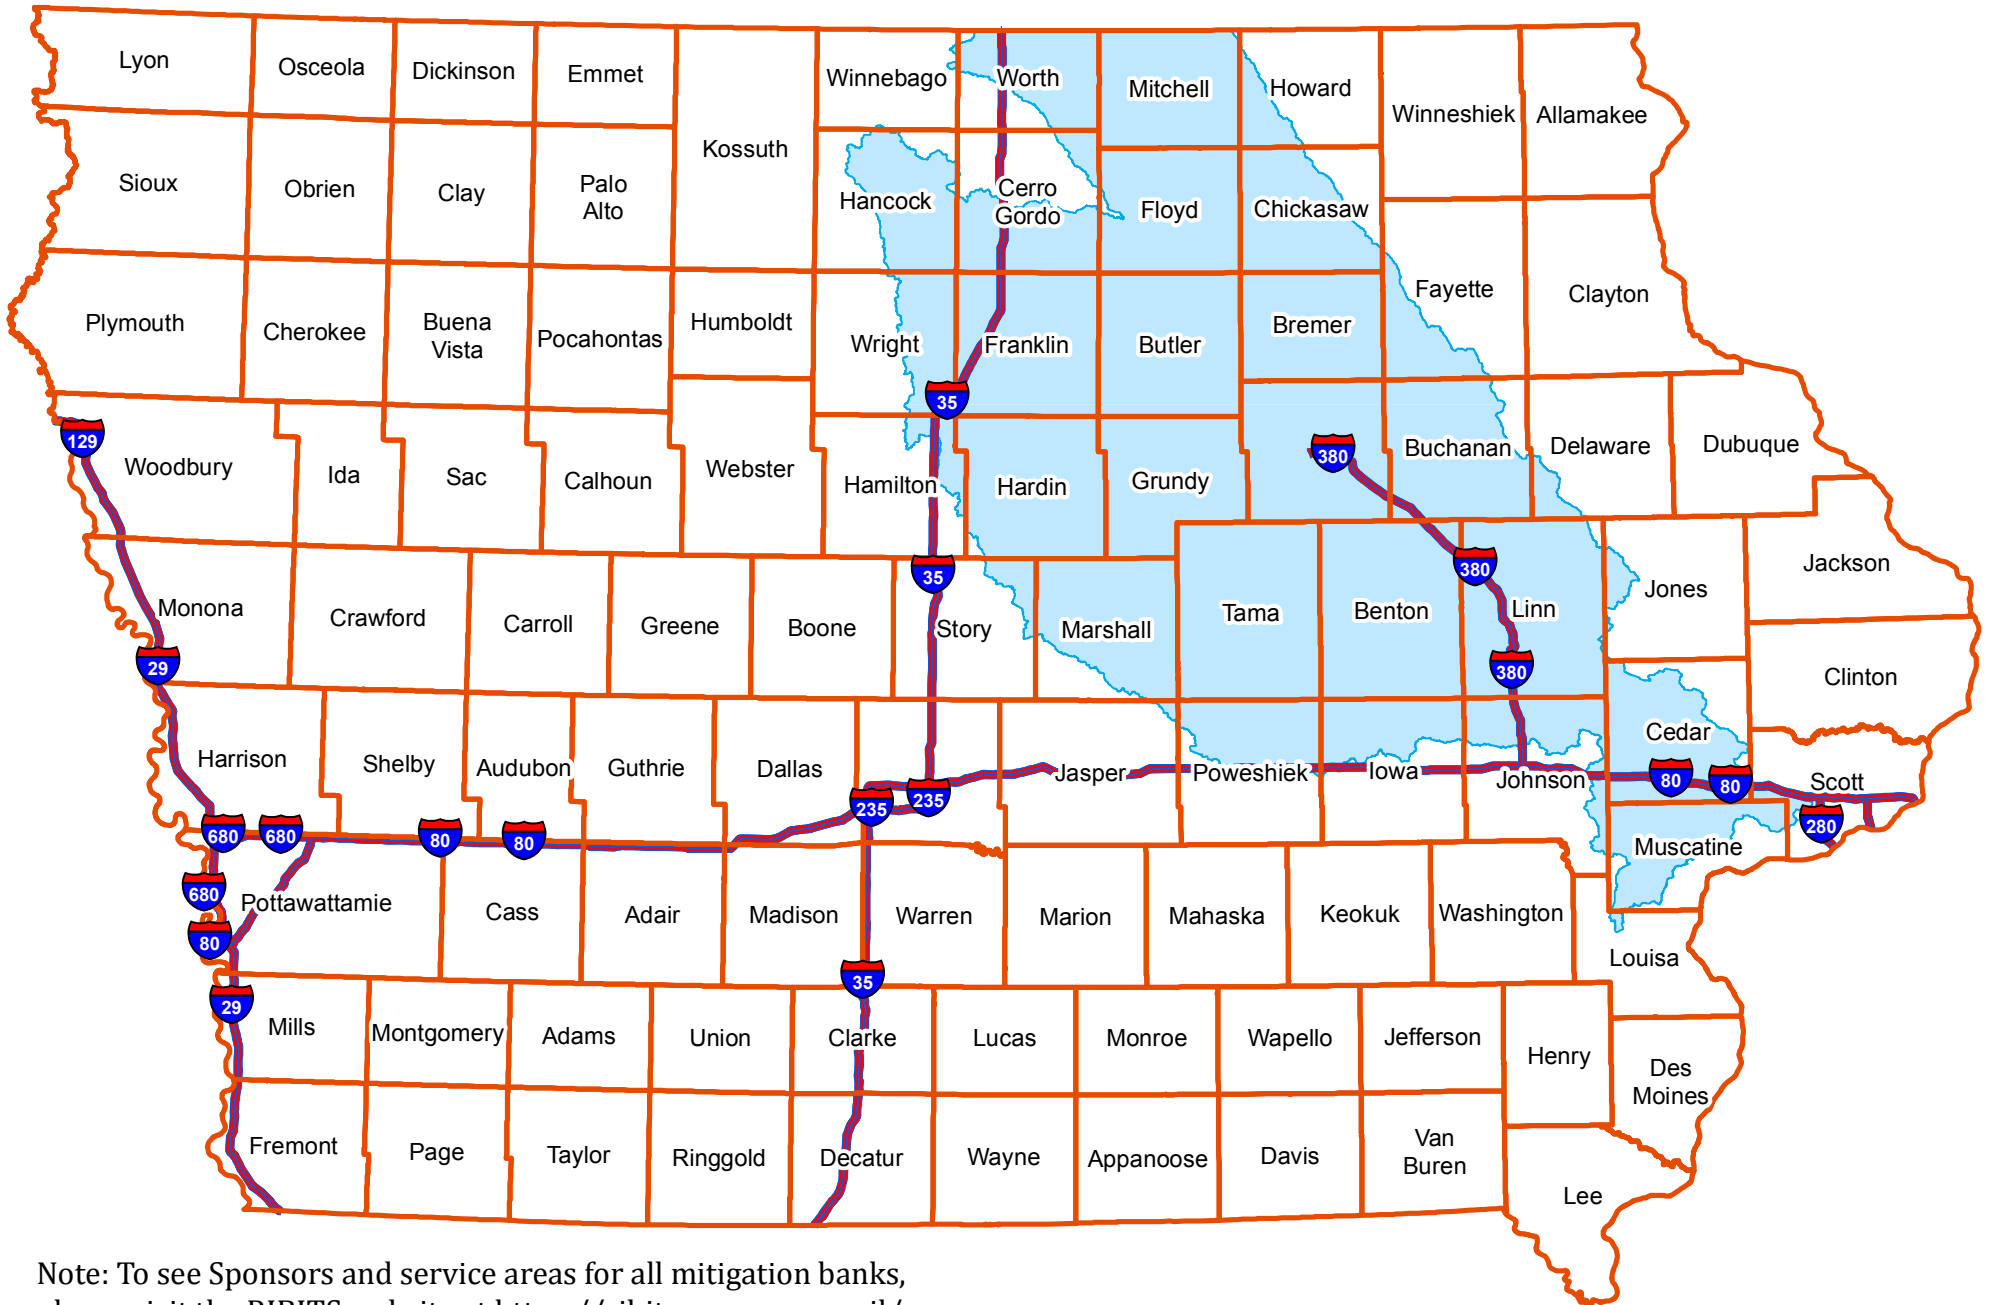 Lyon
Osceola
Dickinson
Emmet
Kossuth
Winnebago
Worth
Mitchell
Howard
Winneshiek
Allamakee
Sioux
Obrien
Clay
Palo
Alto
Hancock
Cerro
Gordo
Floyd
Chickasaw
Plymouth
Cherokee
Buena
Vista
Pocahontas
Humboldt
Wright
Franklin
Butler
Bremer
Fayette
Clayton
35
129
Woodbury
Ida
Sac
Calhoun
Webster
Hamilton
Hardin
Grundy
380
Buchanan
Delaware
Dubuque
Monona
Crawford
Carroll
Greene
Boone
35
Story
Marshall
Tama
Benton
380
Linn
Jones
Jackson
29
380
Clinton
Harrison
Shelby
Audubon
Guthrie
Dallas
Jasper
Poweshiek
Iowa
Johnson
Cedar
80
80
Scott
235
235
680
680
80
80
280
Muscatine
680
Pottawattamie
Cass
Adair
Madison
Warren
Marion
Mahaska
Keokuk
Washington
80
35
Louisa
29
Mills
Montgomery
Adams
Union
Clarke
Lucas
Monroe
Wapello
Jefferson
Henry
Des
Moines
Fremont
Page
Taylor
Ringgold
Decatur
Wayne
Appanoose
Davis
Van
Buren
Lee
Note: To see Sponsors and service areas for all mitigation banks,